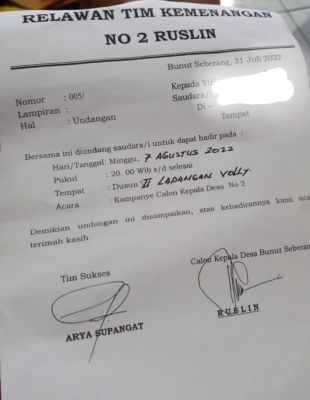 RELAWAN TIM KEMENANGAN
NO 2 RUSLIN
Bunut Seberang, 31 Juli 2022
Kepada Yth
Nomor : 005/
Saudara/
Lampiran :
Di –
Hal : Undangan
Tempat
Bersama ini diundang saudara/i untuk dapat hadir pada :
Hari/Tanggal: Minggu, 7 AGUSTUS 2022
Pukul : 20. 00 Wib s/d selesai
Tempat : Dusun VI LAPANGAN VOLLY.
Acara : Kampanye Calon Kepala Desa No 2
Demikian undangan ini disampaikan, atas kehadirannya kami uca
terimah kasih
Tim Sukses
Calon Kepala Desa Bunut Seberan
ARYA SUPANGAT
RUSLIN